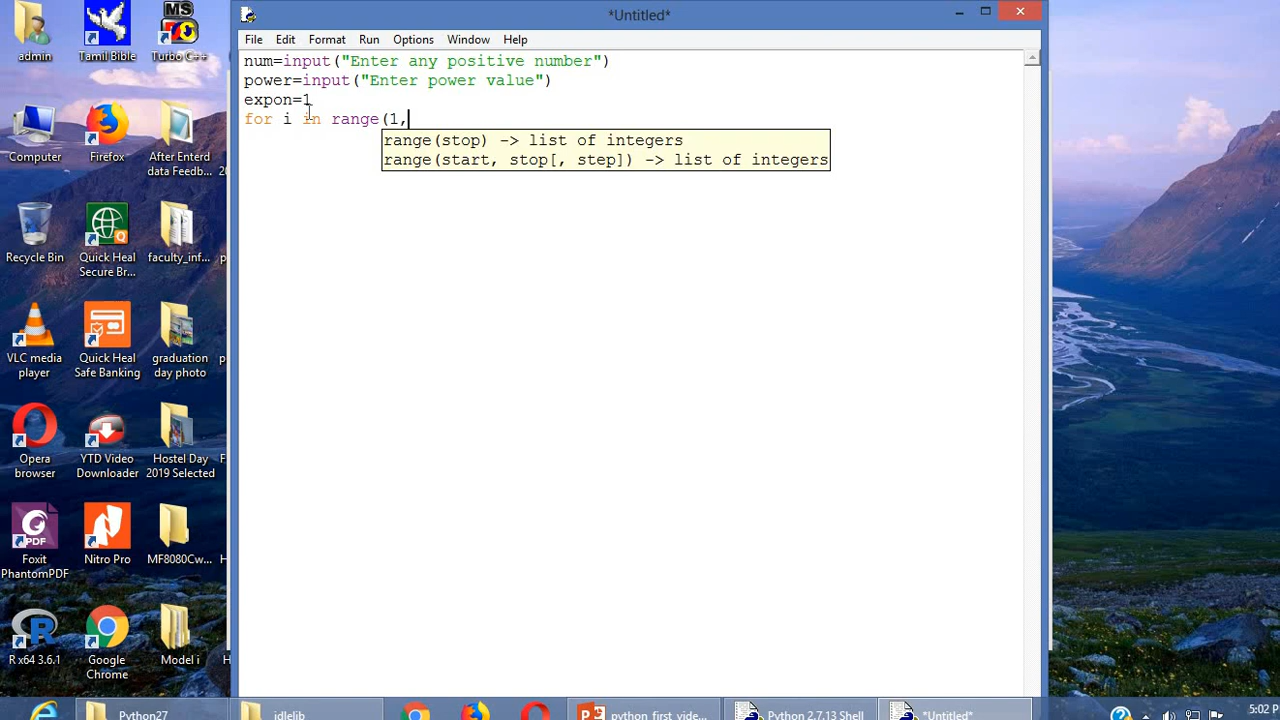 *Untitled*
File Edit Format Run Options Window Help
num=input("Enter any positive number")
power=input("Enter power value")
expon=1
for i in range(1,
range(stop) -> list of integers
range(start, stop[, step]) -> list of integers
admin
Tamil Bible
MS
Turbo C++
Computer
Firefox
After Enterd
data Feedb...
Recycle Bin
Quick Heal
Secure Br...
faculty_inf...
VLC media
player
Quick Heal
Safe Banking
graduation
day photo
Opera
browser
YTD Video
Downloader
Hostel Day
2019 Selected
PDF
Foxit
PhantomPDF
Nitro Pro
MF8080Cw...
R x64 3.6.1
Google
Chrome
Model i
Python27
idlelib
python_first_vide...
Python 2.7.13 Shell
*Untitled*
5:02 P